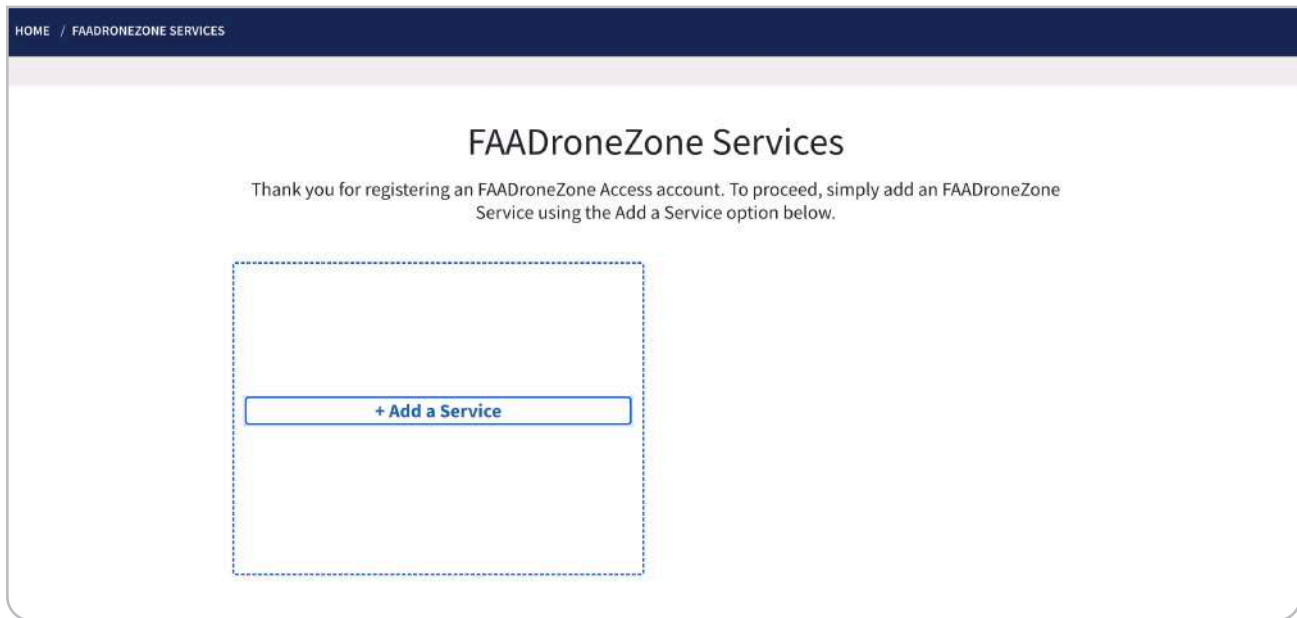 HOME / FAADRONEZONE SERVICES
FAADroneZone Services
Thank you for registering an FAADroneZone Access account. To proceed, simply add an FAADroneZone
Service using the Add a Service option below.
+ Add a Service